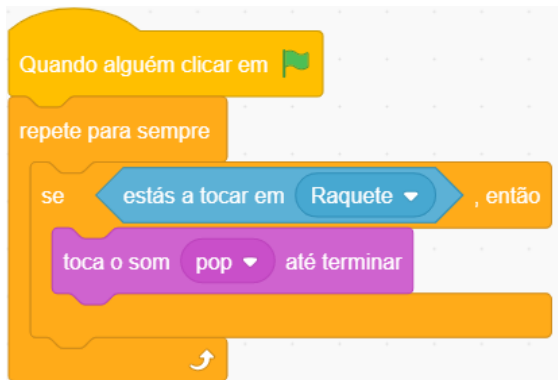 Quando alguém clicar em
repete para sempre
se estás a tocar em Raquete , então
toca o som pop até terminar